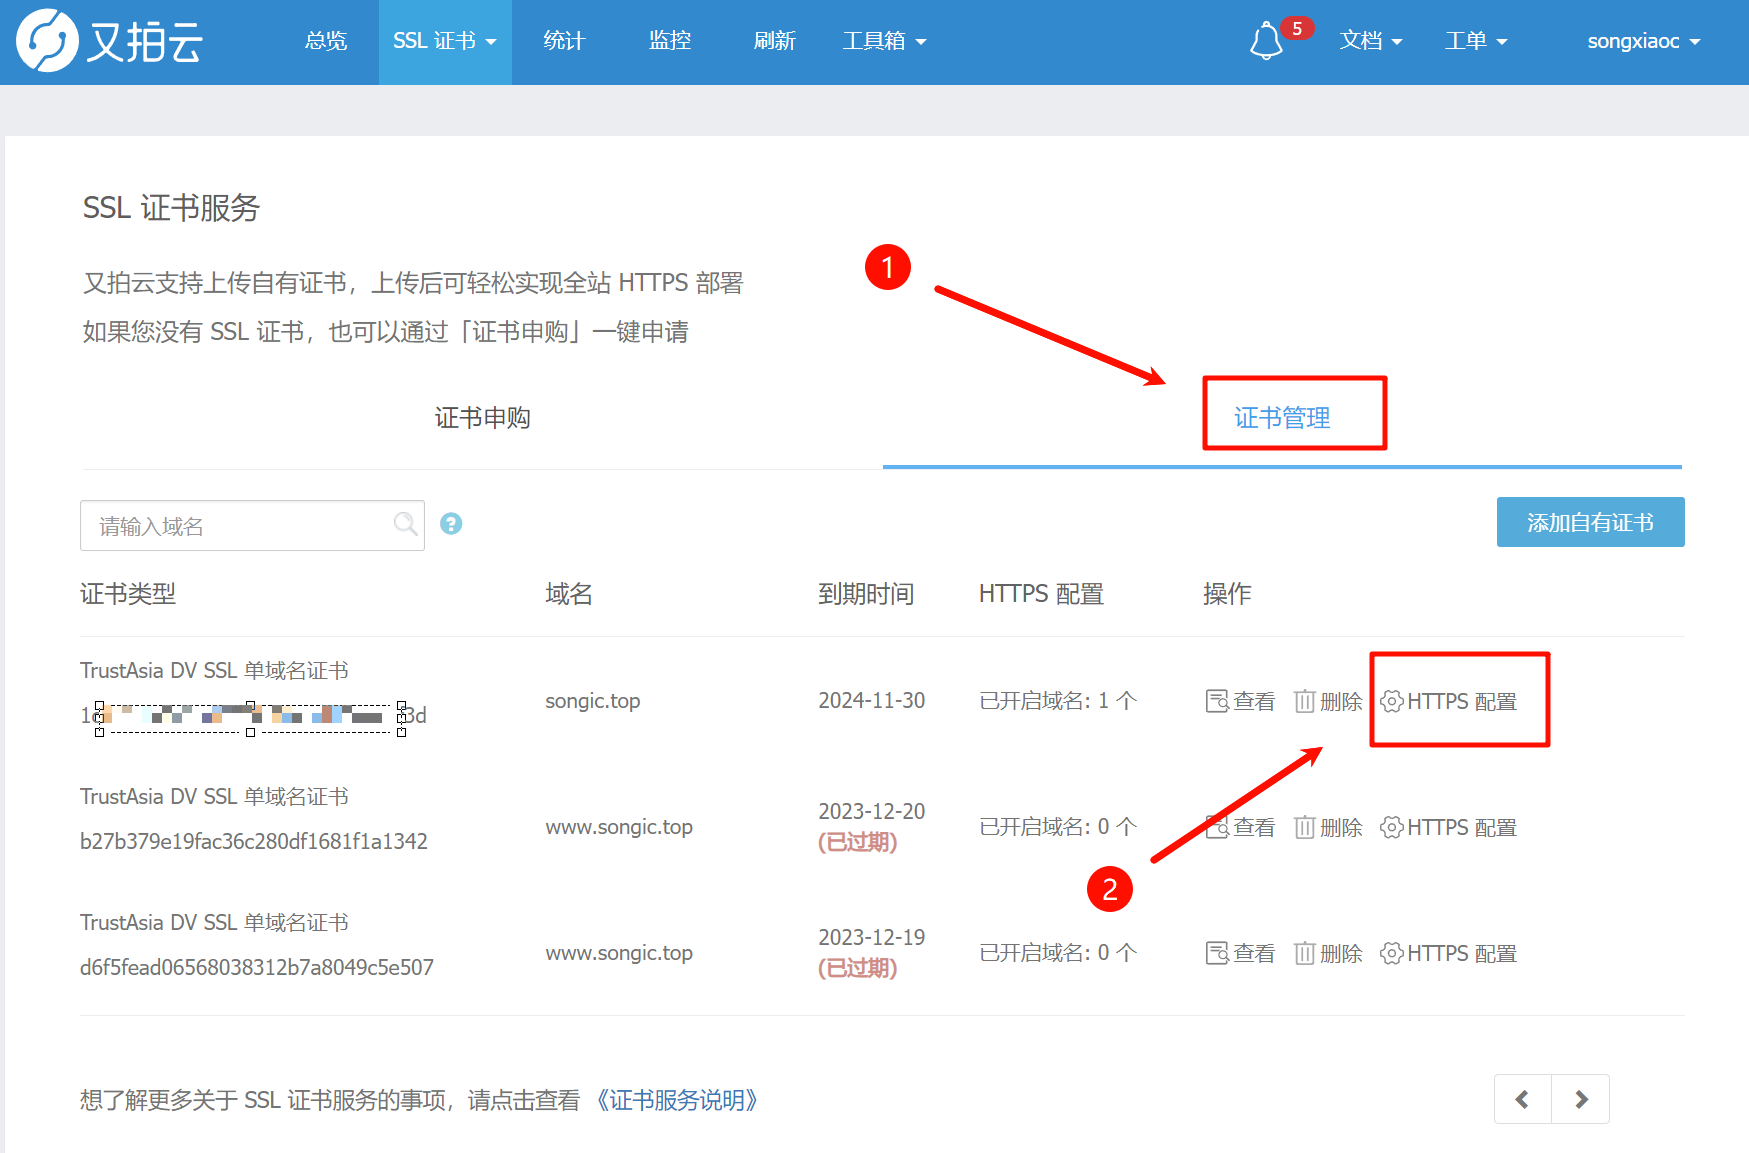 又拍云
总览
SSL 证书
统计
监控
刷新
工具箱
5
文档
工单
songxiaoc
SSL 证书服务
又拍云支持上传自有证书，上传后可轻松实现全站 HTTPS 部署
如果您没有 SSL 证书，也可以通过「证书申购」一键申请
1
证书申购
证书管理
请输入域名
?
添加自有证书
证书类型 域名 到期时间 HTTPS 配置 操作
TrustAsia DV SSL 单域名证书
3d
songic.top
2024-11-30
已开启域名: 1 个
查看 删除 HTTPS 配置
TrustAsia DV SSL 单域名证书
b27b379e19fac36c280df1681f1a1342
www.songic.top
2023-12-20
(已过期)
已开启域名: 0 个
查看 删除 HTTPS 配置
2
TrustAsia DV SSL 单域名证书
d6f5fead06568038312b7a8049c5e507
www.songic.top
2023-12-19
(已过期)
已开启域名: 0 个
查看 删除 HTTPS 配置
想了解更多关于 SSL 证书服务的事项，请点击查看 《证书服务说明》